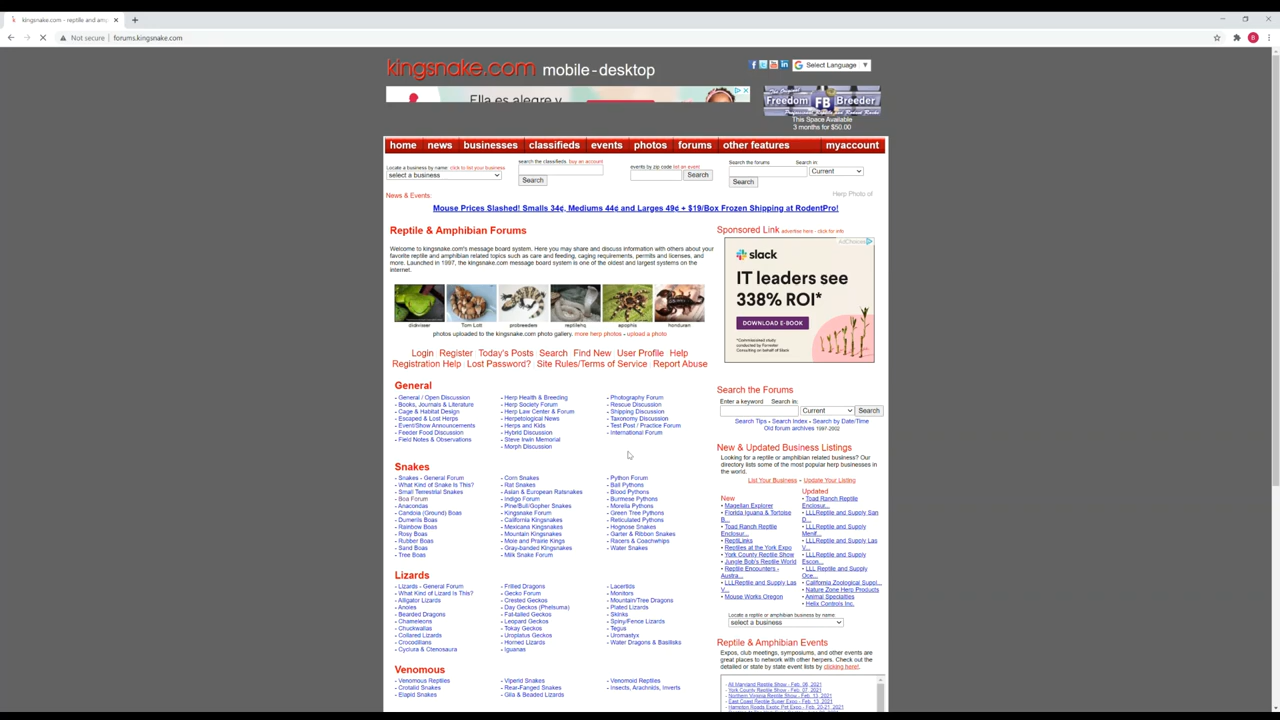 kingsnake.com - reptile and amp
Not secure | forums.kingsnake.com
kingsnake.com mobile - desktop
Select Language
Ella es alegre y
The Original
Freedom FB Breeder
This Space Available
3 months for $50.00
home news businesses classifieds events photos forums other features myaccount
Locate a business by name: click to list your business
select a business
search the classifieds. buy an account
Search
events by zip code list an event
Search
Search the forums Search in
Current
Search
News & Events:
Herp Photo of
Mouse Prices Slashed! Smalls 34¢, Mediums 44¢ and Larges 49¢ + $19/Box Frozen Shipping at RodentPro!
Reptile & Amphibian Forums
Welcome to kingsnake.com's message board system. Here you may share and discuss information with others about your
favorite reptile and amphibian related topics such as care and feeding, caging requirements, permits and licenses, and
more. Launched in 1997, the kingsnake.com message board system is one of the oldest and largest systems on the
internet.
Tom Lott probreeders reptilehq
photos uploaded to the kingsnake.com photo gallery. more herp photos - upload a photo
Login Register Today's Posts Search Find New User Profile Help
Registration Help Lost Password? Site Rules/Terms of Service Report Abuse
General
- General / Open Discussion
- Books, Journals & Literature
- Cage & Habitat Design
- Escaped & Lost Herps
- Event/Show Announcements
- Feeder Food Discussion
- Field Notes & Observations
- Herp Health & Breeding
- Herp Society Forum
- Herp Law Center & Forum
- Herpetological News
- Herps and Kids
- Hybrid Discussion
- Steve Irwin Memorial
- Morph Discussion
- Photography Forum
- Rescue Discussion
- Shipping Discussion
- Taxonomy Discussion
- Test Post / Practice Forum
- International Forum
Snakes
- Snakes - General Forum
- What Kind of Snake Is This?
- Small Terrestrial Snakes
- Boa Forum
- Anacondas
- Candoia (Ground) Boas
- Dumerils Boas
- Rainbow Boas
- Rosy Boas
- Rubber Boas
- Sand Boas
- Tree Boas
- Corn Snakes
- Rat Snakes
- Asian & European Ratsnakes
- Indigo Forum
- Pine/Bull/Gopher Snakes
- Kingsnake Forum
- California Kingsnakes
- Mexicana Kingsnakes
- Mountain Kingsnakes
- Mole and Prairie Kings
- Gray-banded Kingsnakes
- Milk Snake Forum
- Python Forum
- Ball Pythons
- Blood Pythons
- Burmese Pythons
- Morelia Pythons
- Green Tree Pythons
- Reticulated Pythons
- Hognose Snakes
- Garter & Ribbon Snakes
- Racers & Coachwhips
- Water Snakes
Lizards
- Lizards - General Forum
- What Kind of Lizard Is This?
- Alligator Lizards
- Anoles
- Bearded Dragons
- Chameleons
- Chuckwallas
- Collared Lizards
- Crocodilians
- Cyclura & Ctenosaura
- Frilled Dragons
- Gecko Forum
- Crested Geckos
- Day Geckos (Phelsuma)
- Fat-tailed Geckos
- Leopard Geckos
- Tokay Geckos
- Uroplatus Geckos
- Horned Lizards
- Iguanas
- Lacertids
- Monitors
- Mountain/Tree Dragons
- Plated Lizards
- Skinks
- Spiny/Fence Lizards
- Tegus
- Uromastyx
- Water Dragons & Basilisks
Venomous
- Venomous Reptiles
- Crotalid Snakes
- Elapid Snakes
- Viperid Snakes
- Rear-Fanged Snakes
- Gila & Beaded Lizards
- Venomoid Reptiles
- Insects, Arachnids, Inverts
Sponsored Link advertise here - click for info
AdChoices
slack
IT leaders see
338% ROI*
DOWNLOAD E-BOOK
Search the Forums
Enter a keyword Search in:
Current
Search
Search Tips - Search Index - Search by Date/Time
Old forum archives 1997-2002
New & Updated Business Listings
Looking for a reptile or amphibian related business? Our
directory lists some of the most popular herp businesses in
the world.
List Your Business - Update Your Listing
New
• Magellan Explorer
• Florida Iguana & Tortoise
B...
• Toad Ranch Reptile
Enclosur...
• ReptiLinks
• Reptiles at the York Expo
• York County Reptile Show
• Jungle Bob's Reptile World
• Reptile Encounters -
Austra...
• LLLReptile and Supply Las
V...
• Mouse Works Oregon
Updated
• Toad Ranch Reptile
Enclosur...
• LLLReptile and Supply San
D...
• LLLReptile and Supply
Menif...
• LLLReptile and Supply Las
V...
• LLLReptile and Supply
Escon...
• LLL Reptile and Supply
Oce...
• California Zoological Suppl...
• Nature Zone Herp Products
• Animal Specialties
• Helix Controls Inc.
Locate a reptile or amphibian business by name
select a business
Reptile & Amphibian Events
Expos, club meetings, symposiums, and other events are
great places to network with other herpers. Check out the
detailed or state by state event lists by clicking here!.
- All Maryland Reptile Show - Feb. 06, 2021
- York County Reptile Show - Feb. 07, 2021
- Northern Virginia Reptile Show - Feb. 13, 2021
- East Coast Reptile Super Expo - Feb. 13, 2021
- Hampton Roads Exotic Pet Expo - Feb. 20-21, 2021